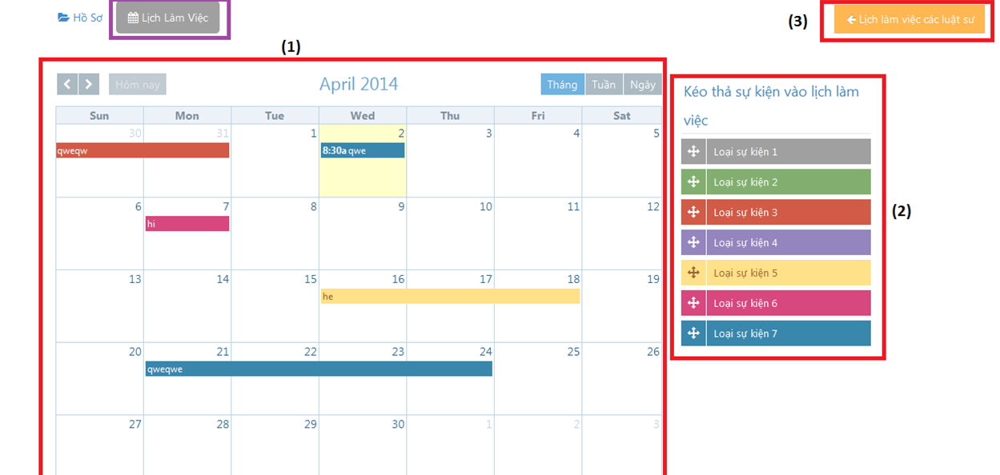 Hồ Sơ Lịch Làm Việc (3) Lịch làm việc các luật sư
(1)
Hôm nay April 2014 Tháng Tuần Ngày
Sun Mon Tue Wed Thu Fri Sat
30 31 1 2 3 4 5
qweqw 8:30a qwe
6 7 8 9 10 11 12
hi
13 14 15 16 17 18 19
he
20 21 22 23 24 25 26
qweqwe
27 28 29 30 1 2 3
Kéo thả sự kiện vào lịch làm
việc
Loại sự kiện 1
Loại sự kiện 2
Loại sự kiện 3
(2)
Loại sự kiện 4
Loại sự kiện 5
Loại sự kiện 6
Loại sự kiện 7